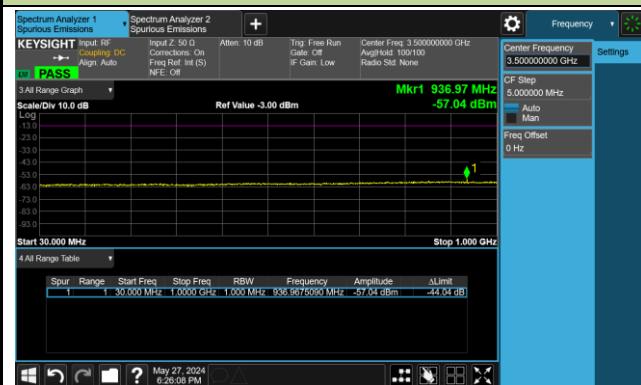 Spectrum Analyzer 1
Spurious Emissions
Spectrum Analyzer 2
Spurious Emissions
Frequency
KEYSIGHT
Input: RF
Coupling: DC
Align: Auto
Input Z: 50 Ω
Corrections: On
Freq Ref: Int (S)
NFE: Off
Atten: 10 dB
Trig: Free Run
Gate: Off
IF Gain: Low
Center Freq: 3.500000000 GHz
Avg|Hold: 100/100
Radio Std: None
PASS
3 All Range Graph
Mkr1 936.97 MHz
Scale/Div 10.0 dB
Ref Value -3.00 dBm
-57.04 dBm
Log
-13.0
-23.0
-33.0
-43.0
-53.0
-63.0
-73.0
-83.0
-93.0
1
Start 30.000 MHz
Stop 1.000 GHz
4 All Range Table
Spur Range Start Freq Stop Freq RBW Frequency Amplitude ΔLimit
1 1 30.000 MHz 1.0000 GHz 1.000 MHz 936.9675090 MHz -57.04 dBm -44.04 dB
Center Frequency
3.500000000 GHz
Settings
CF Step
5.000000 MHz
Auto
Man
Freq Offset
0 Hz
?
May 27, 2024
6:26:08 PM